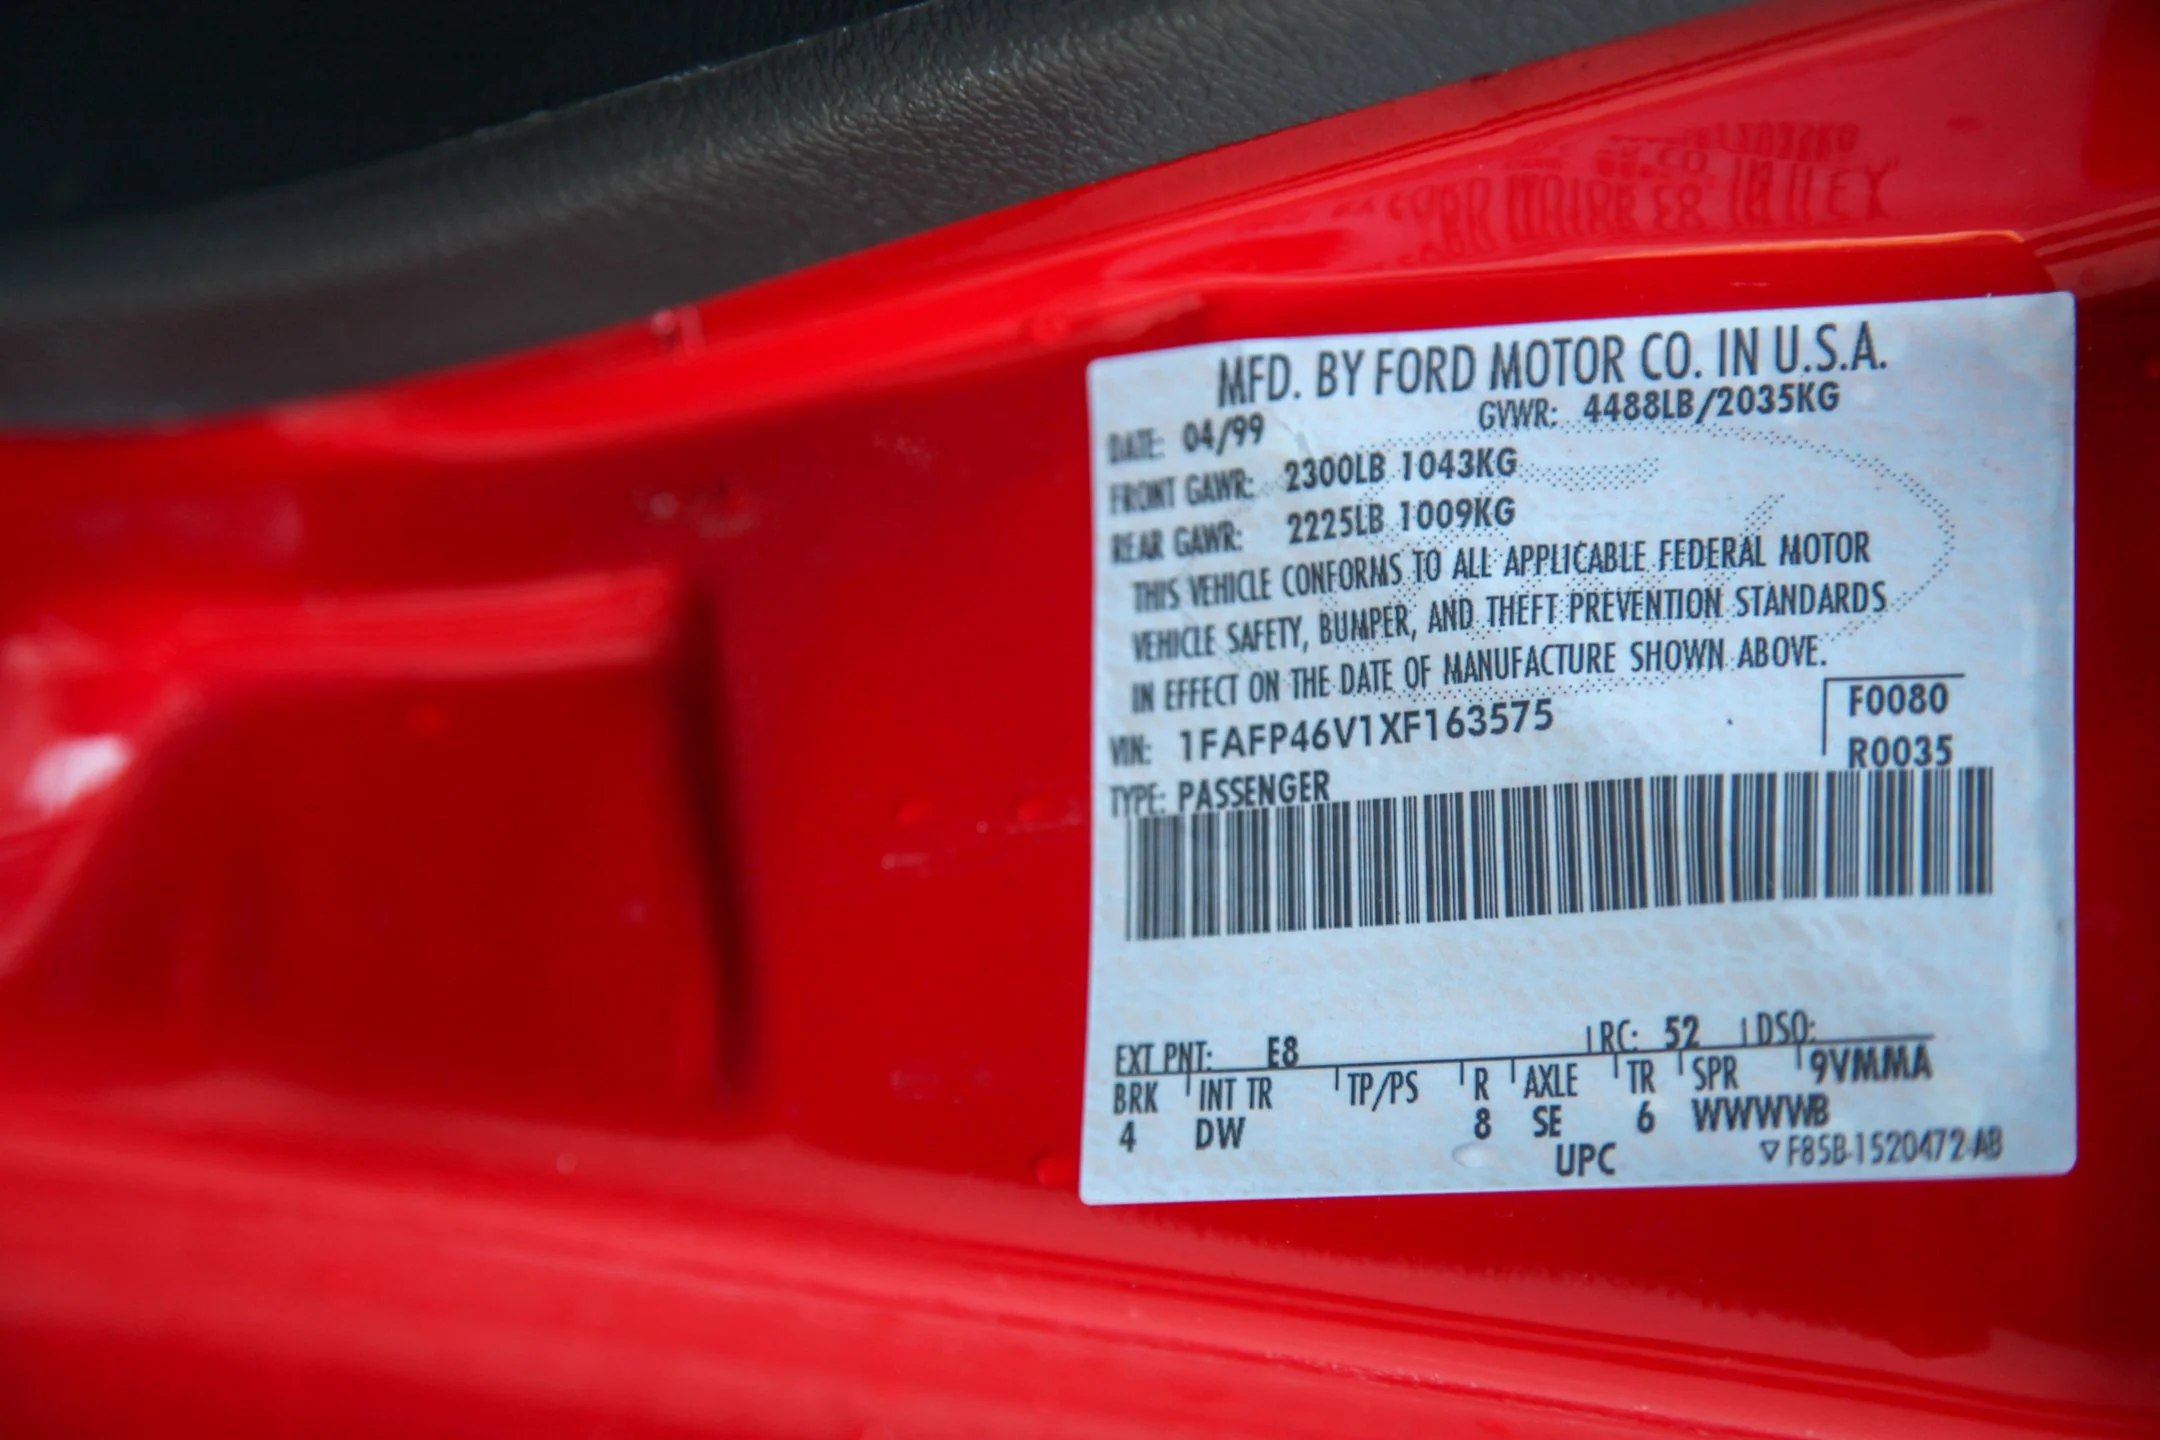 MFD. BY FORD MOTOR CO. IN U.S.A.
DATE: 04/99 GVWR: 4488LB/2035KG
FRONT GAWR: 2300LB 1043KG
REAR GAWR: 2225LB 1009KG
THIS VEHICLE CONFORMS TO ALL APPLICABLE FEDERAL MOTOR
VEHICLE SAFETY, BUMPER, AND THEFT PREVENTION STANDARDS
IN EFFECT ON THE DATE OF MANUFACTURE SHOWN ABOVE.
VIN: 1FAFP46V1XF163575 F0080
TYPE: PASSENGER R0035
EXT PNT: E8 RC: 52 DSO:
BRK INT TR TP/PS R AXLE TR SPR 9VMMA
4 DW 8 SE 6 WWWWB
UPC ▽ F85B-1520472-AB